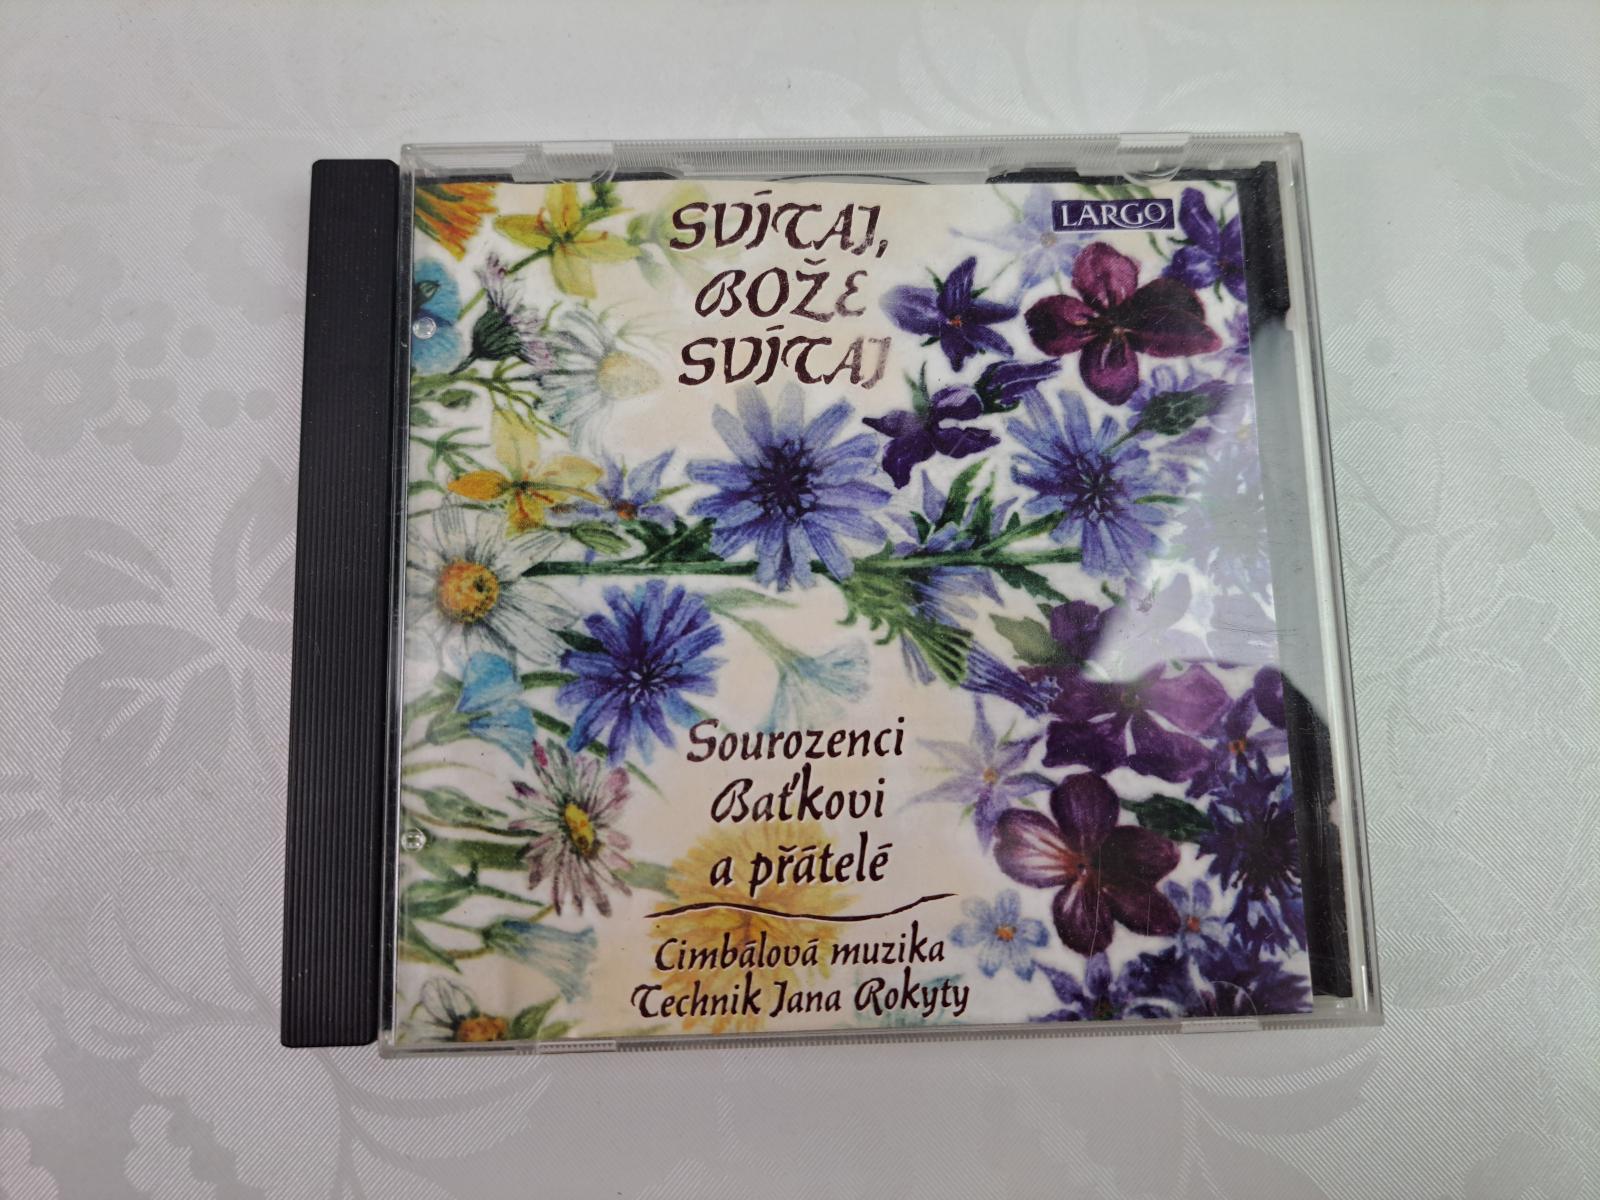 SVÍTAJ,
BOŽE
SVÍTAJ
LARGO
Sourozenci
Baťkovi
a přátelé
Cimbálová muzika
Technik Jana Rokyty